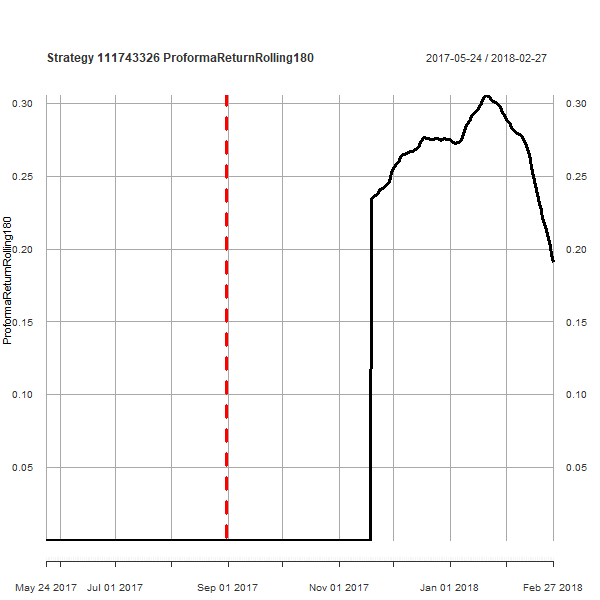 Strategy 111743326 ProformaReturnRolling180
2017-05-24 / 2018-02-27
ProformaReturnRolling180
0.30 0.30
0.25 0.25
0.20 0.20
0.15 0.15
0.10 0.10
0.05 0.05
May 24 2017 Jul 01 2017 Sep 01 2017 Nov 01 2017 Jan 01 2018 Feb 27 2018